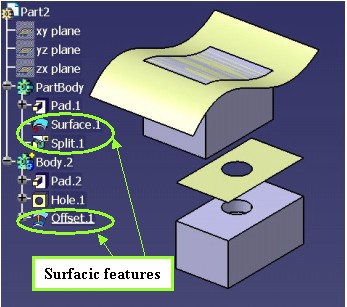 Part2
xy plane
yz plane
zx plane
PartBody
Pad.1
Surface.1
Split.1
Body.2
Pad.2
Hole.1
Offset.1
Surfacic features